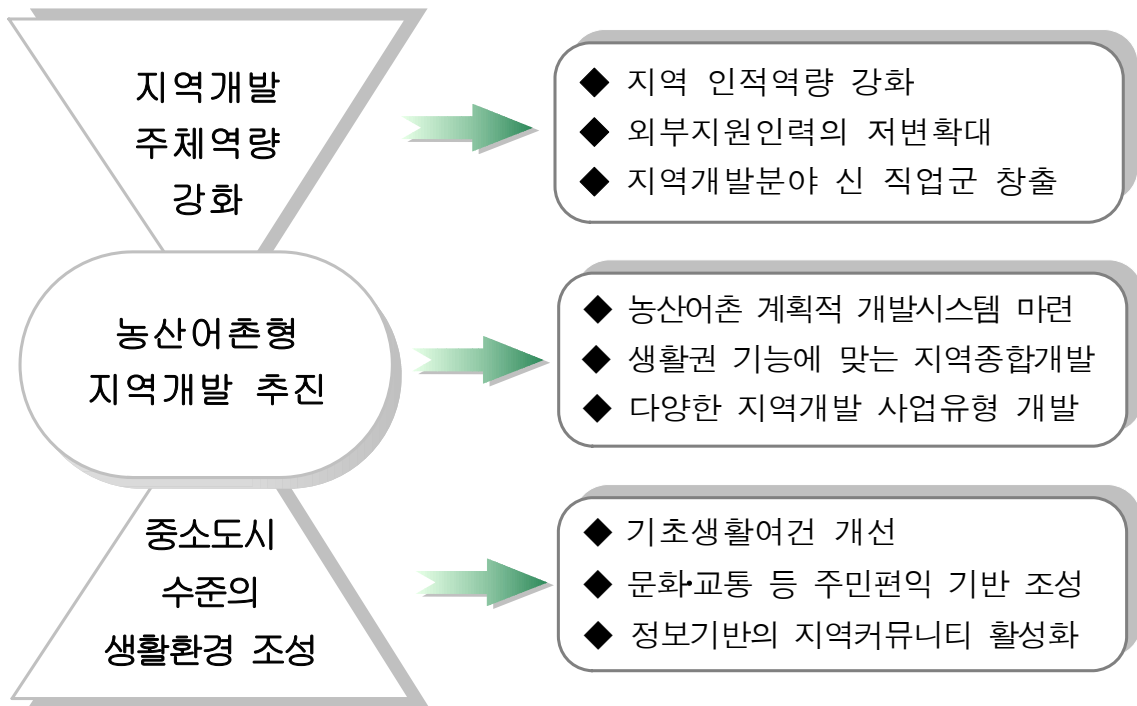 지역개발
주체역량
강화
◆ 지역 인적역량 강화
◆ 외부지원인력의 저변확대
◆ 지역개발분야 신 직업군 창출
농산어촌형
지역개발 추진
◆ 농산어촌 계획적 개발시스템 마련
◆ 생활권 기능에 맞는 지역종합개발
◆ 다양한 지역개발 사업유형 개발
중소도시
수준의
생활환경 조성
◆ 기초생활여건 개선
◆ 문화·교통 등 주민편익 기반 조성
◆ 정보기반의 지역커뮤니티 활성화